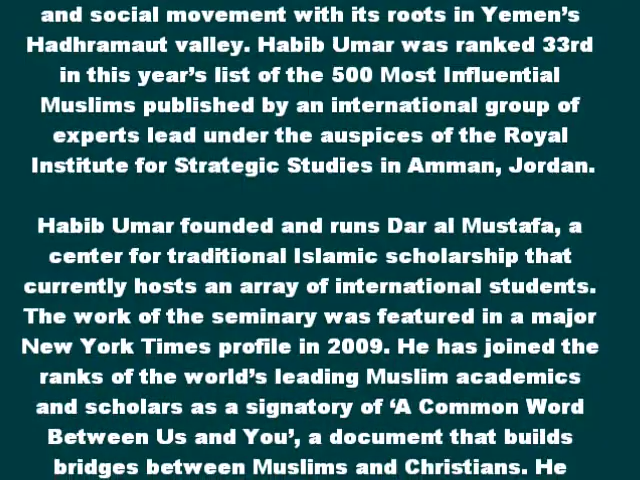 and social movement with its roots in Yemen’s
Hadhramaut valley. Habib Umar was ranked 33rd
in this year’s list of the 500 Most Influential
Muslims published by an international group of
experts lead under the auspices of the Royal
Institute for Strategic Studies in Amman, Jordan.
Habib Umar founded and runs Dar al Mustafa, a
center for traditional Islamic scholarship that
currently hosts an array of international students.
The work of the seminary was featured in a major
New York Times profile in 2009. He has joined the
ranks of the world’s leading Muslim academics
and scholars as a signatory of ‘A Common Word
Between Us and You’, a document that builds
bridges between Muslims and Christians. He